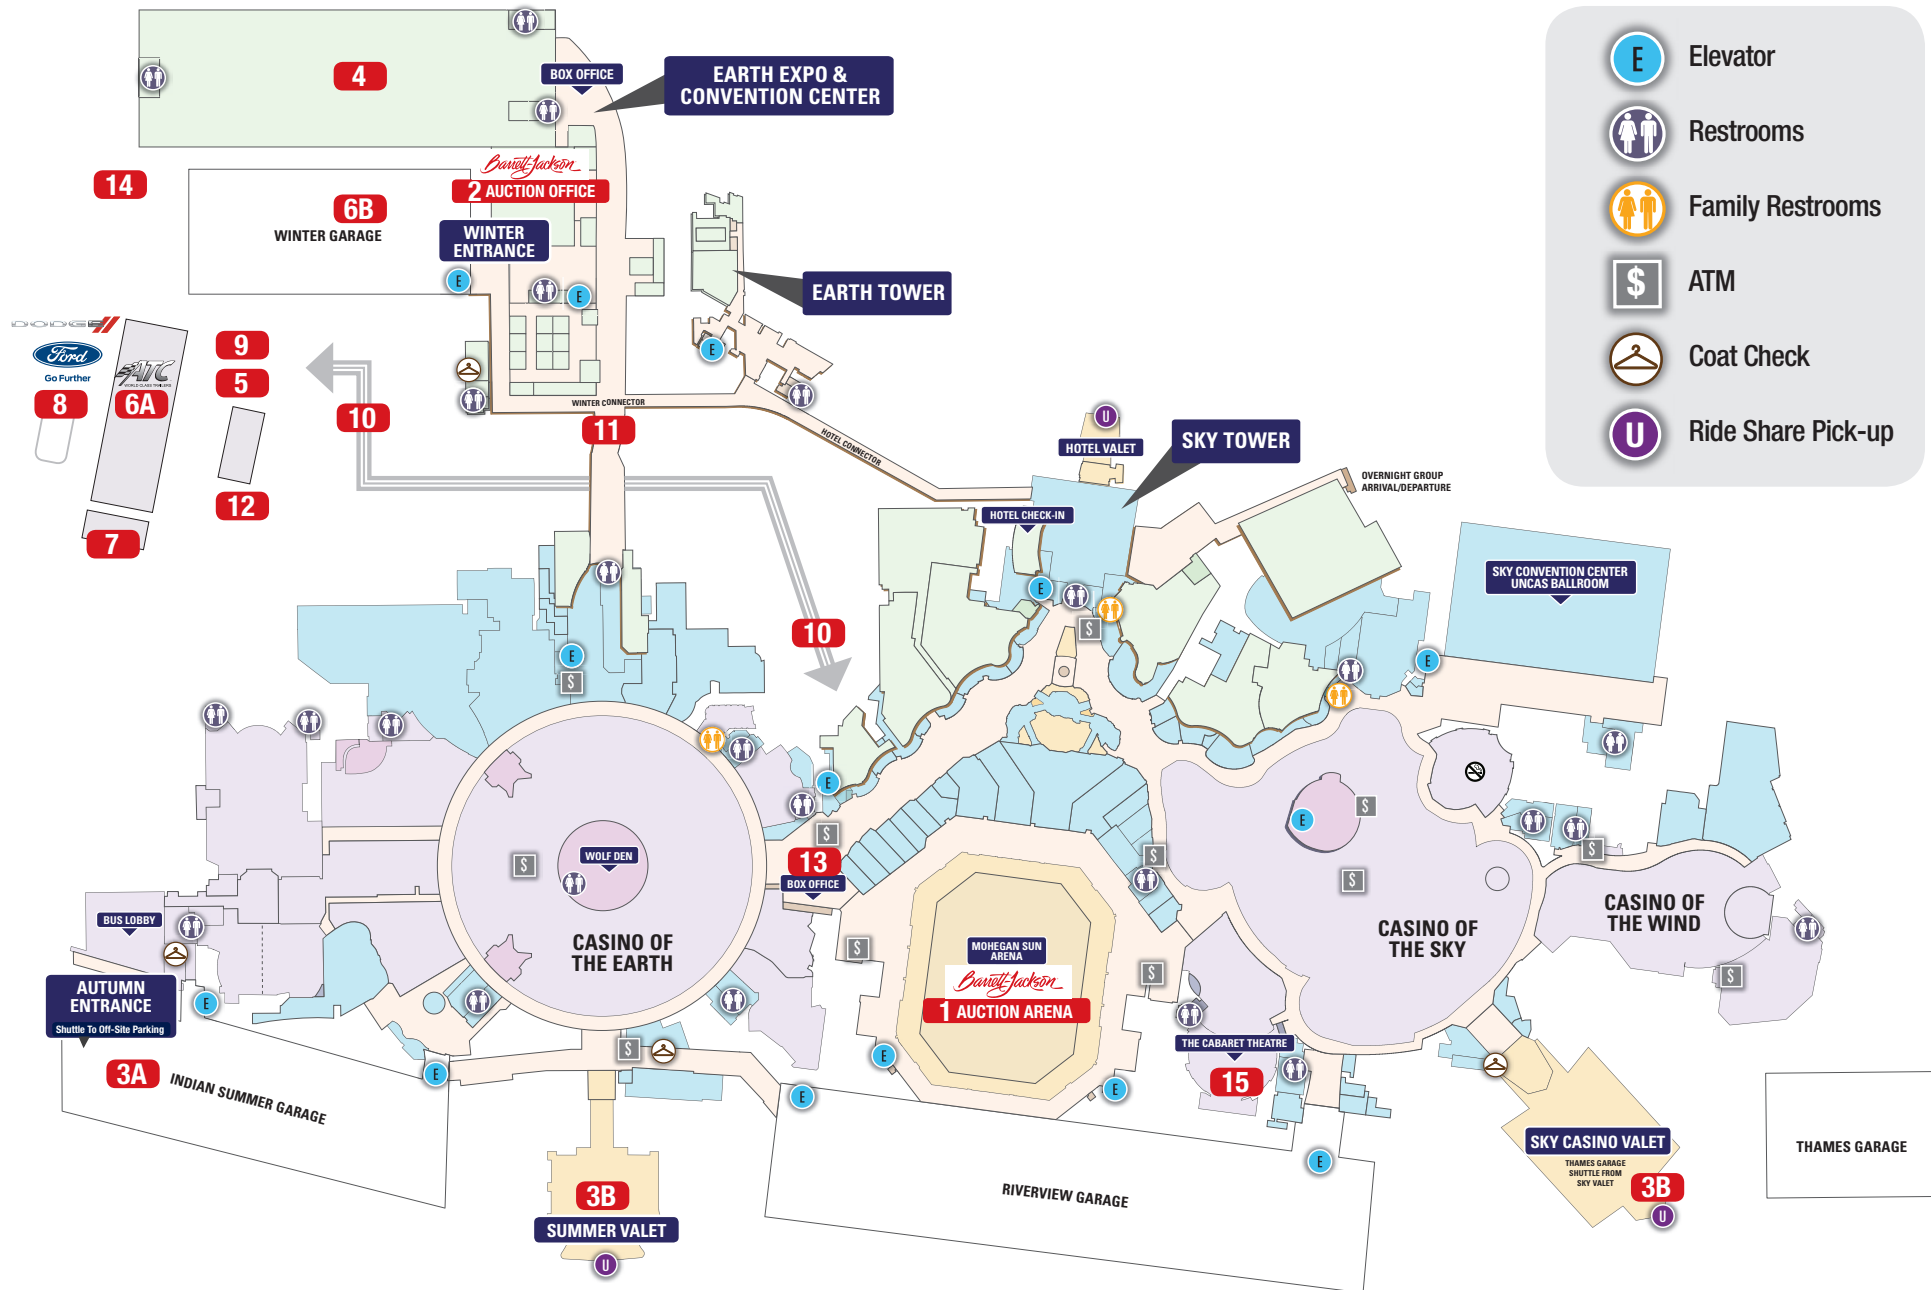 E Elevator
Restrooms
Family Restrooms
$ ATM
Coat Check
U Ride Share Pick-up
4
BOX OFFICE
EARTH EXPO &
CONVENTION CENTER
14
6B
WINTER GARAGE
Barrett-Jackson
2 AUCTION OFFICE
WINTER
ENTRANCE
E
E
EARTH TOWER
E
DODGE
Ford
Go Further
8
ATC
WORLD CLASS TRAILERS
6A
9
5
10
12
7
WINTER CONNECTOR
11
HOTEL CONNECTOR
U
HOTEL VALET
SKY TOWER
OVERNIGHT GROUP
ARRIVAL/DEPARTURE
HOTEL CHECK-IN
E
$
SKY CONVENTION CENTER
UNCAS BALLROOM
E
10
E
$
E
$
13
BOX OFFICE
$
WOLF DEN
CASINO OF
THE EARTH
E
$
$
$
$
CASINO OF
THE SKY
$
CASINO OF
THE WIND
$
BUS LOBBY
AUTUMN
ENTRANCE
Shuttle To Off-Site Parking
E
3A
INDIAN SUMMER GARAGE
E
$
$
MOHEGAN SUN
ARENA
Barrett-Jackson
1 AUCTION ARENA
$
E
E
E
THE CABARET THEATRE
15
E
3B
SUMMER VALET
U
RIVERVIEW GARAGE
SKY CASINO VALET
THAMES GARAGE
SHUTTLE FROM
SKY VALET
3B
U
THAMES GARAGE